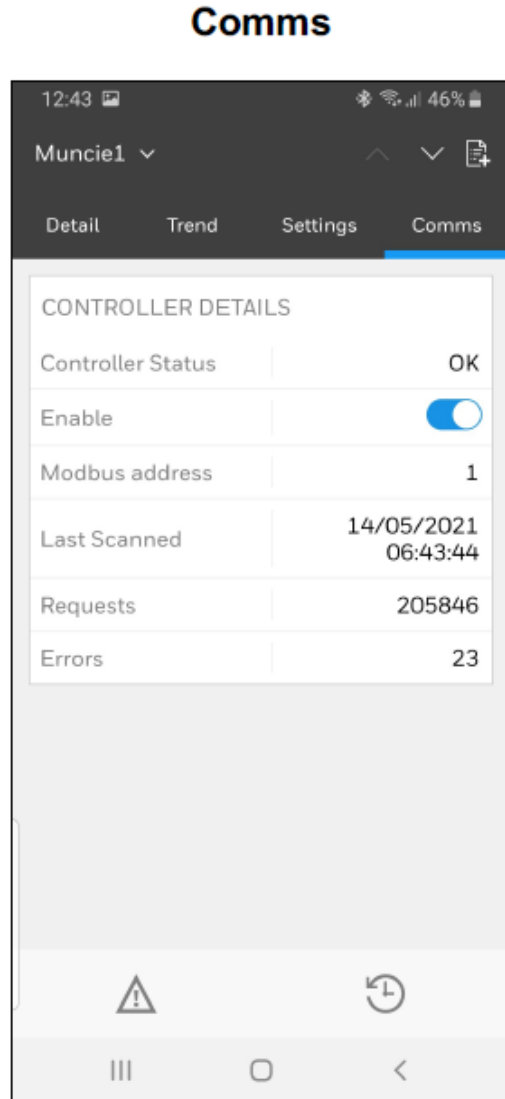 Comms
12:43 46%
Muncie1
Detail Trend Settings Comms
CONTROLLER DETAILS
Controller Status OK
Enable
Modbus address 1
Last Scanned 14/05/2021
06:43:44
Requests 205846
Errors 23